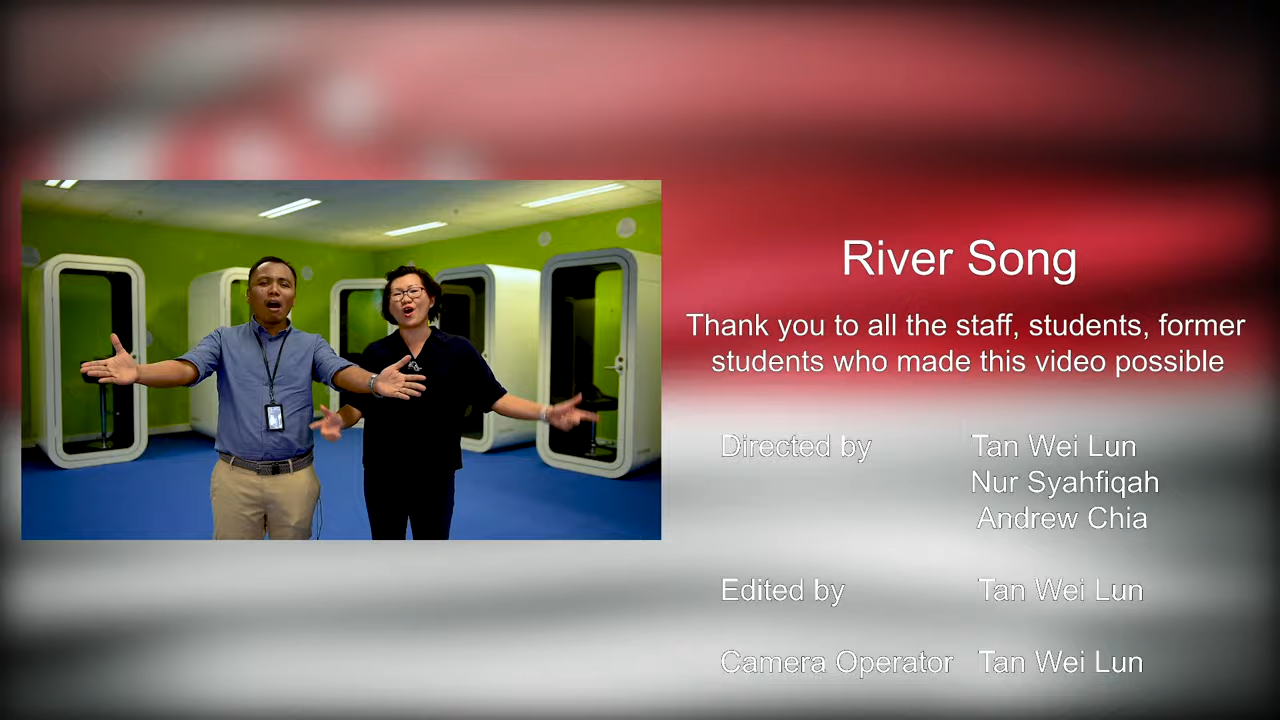 River Song
Thank you to all the staff, students, former
students who made this video possible
Directed by Tan Wei Lun
Nur Syahfiqah
Andrew Chia
Edited by Tan Wei Lun
Camera Operator Tan Wei Lun